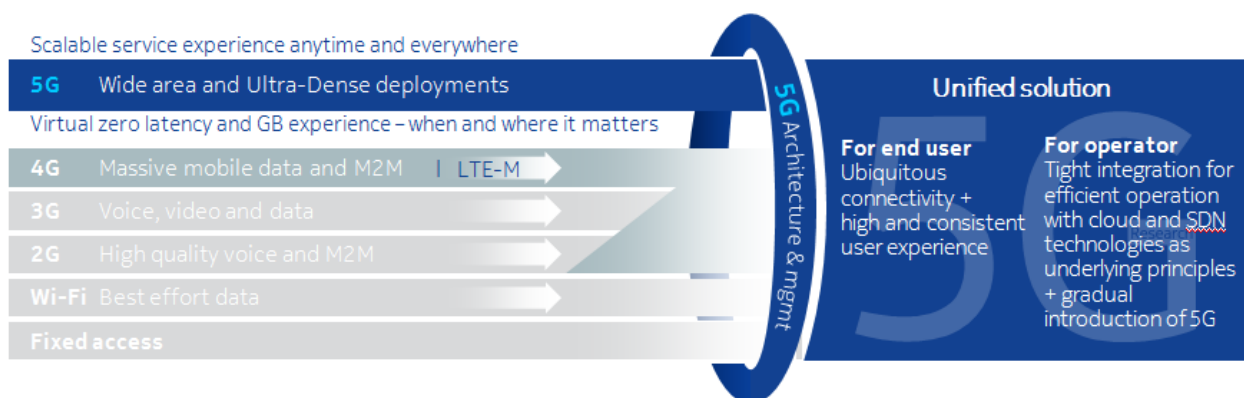 Scalable service experience anytime and everywhere
5G Wide area and Ultra-Dense deployments
Virtual zero latency and GB experience – when and where it matters
4G Massive mobile data and M2M | LTE-M
3G Voice, video and data
2G High quality voice and M2M
Wi-Fi Best effort data
Fixed access
5G Architecture & mgmt
Unified solution
5G
For end user
Ubiquitous
connectivity +
high and consistent
user experience
For operator
Tight integration for
efficient operation
with cloud and SDN
technologies as
underlying principles
+ gradual
introduction of 5G
Research